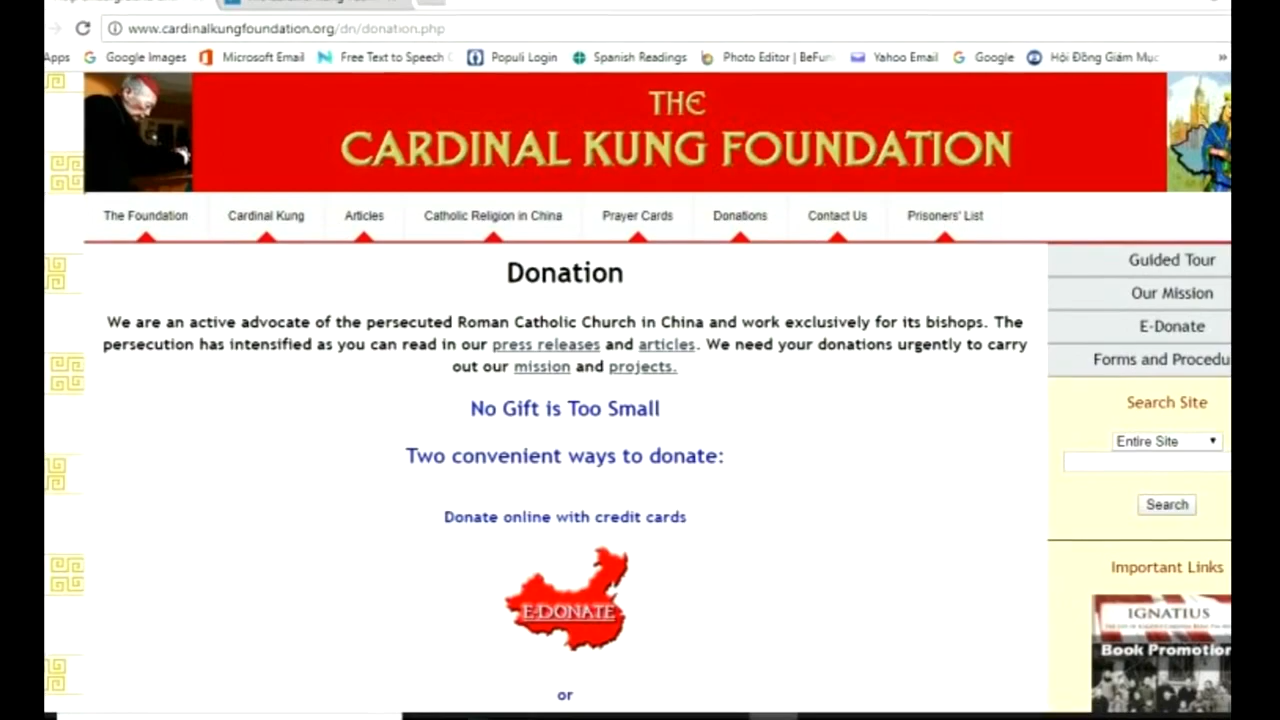 www.cardinalkungfoundation.org/dn/donation.php
Apps Google Images Microsoft Email Free Text to Speech Populi Login Spanish Readings Photo Editor | BeFun Yahoo Email Google Hội Đồng Giám Mục »
THE
CARDINAL KUNG FOUNDATION
The Foundation Cardinal Kung Articles Catholic Religion in China Prayer Cards Donations Contact Us Prisoners' List
Donation
We are an active advocate of the persecuted Roman Catholic Church in China and work exclusively for its bishops. The
persecution has intensified as you can read in our press releases and articles. We need your donations urgently to carry
out our mission and projects.
No Gift is Too Small
Two convenient ways to donate:
Donate online with credit cards
E-DONATE
or
Guided Tour
Our Mission
E-Donate
Forms and Procedu
Search Site
Entire Site
Search
Important Links
IGNATIUS
Book Promotion